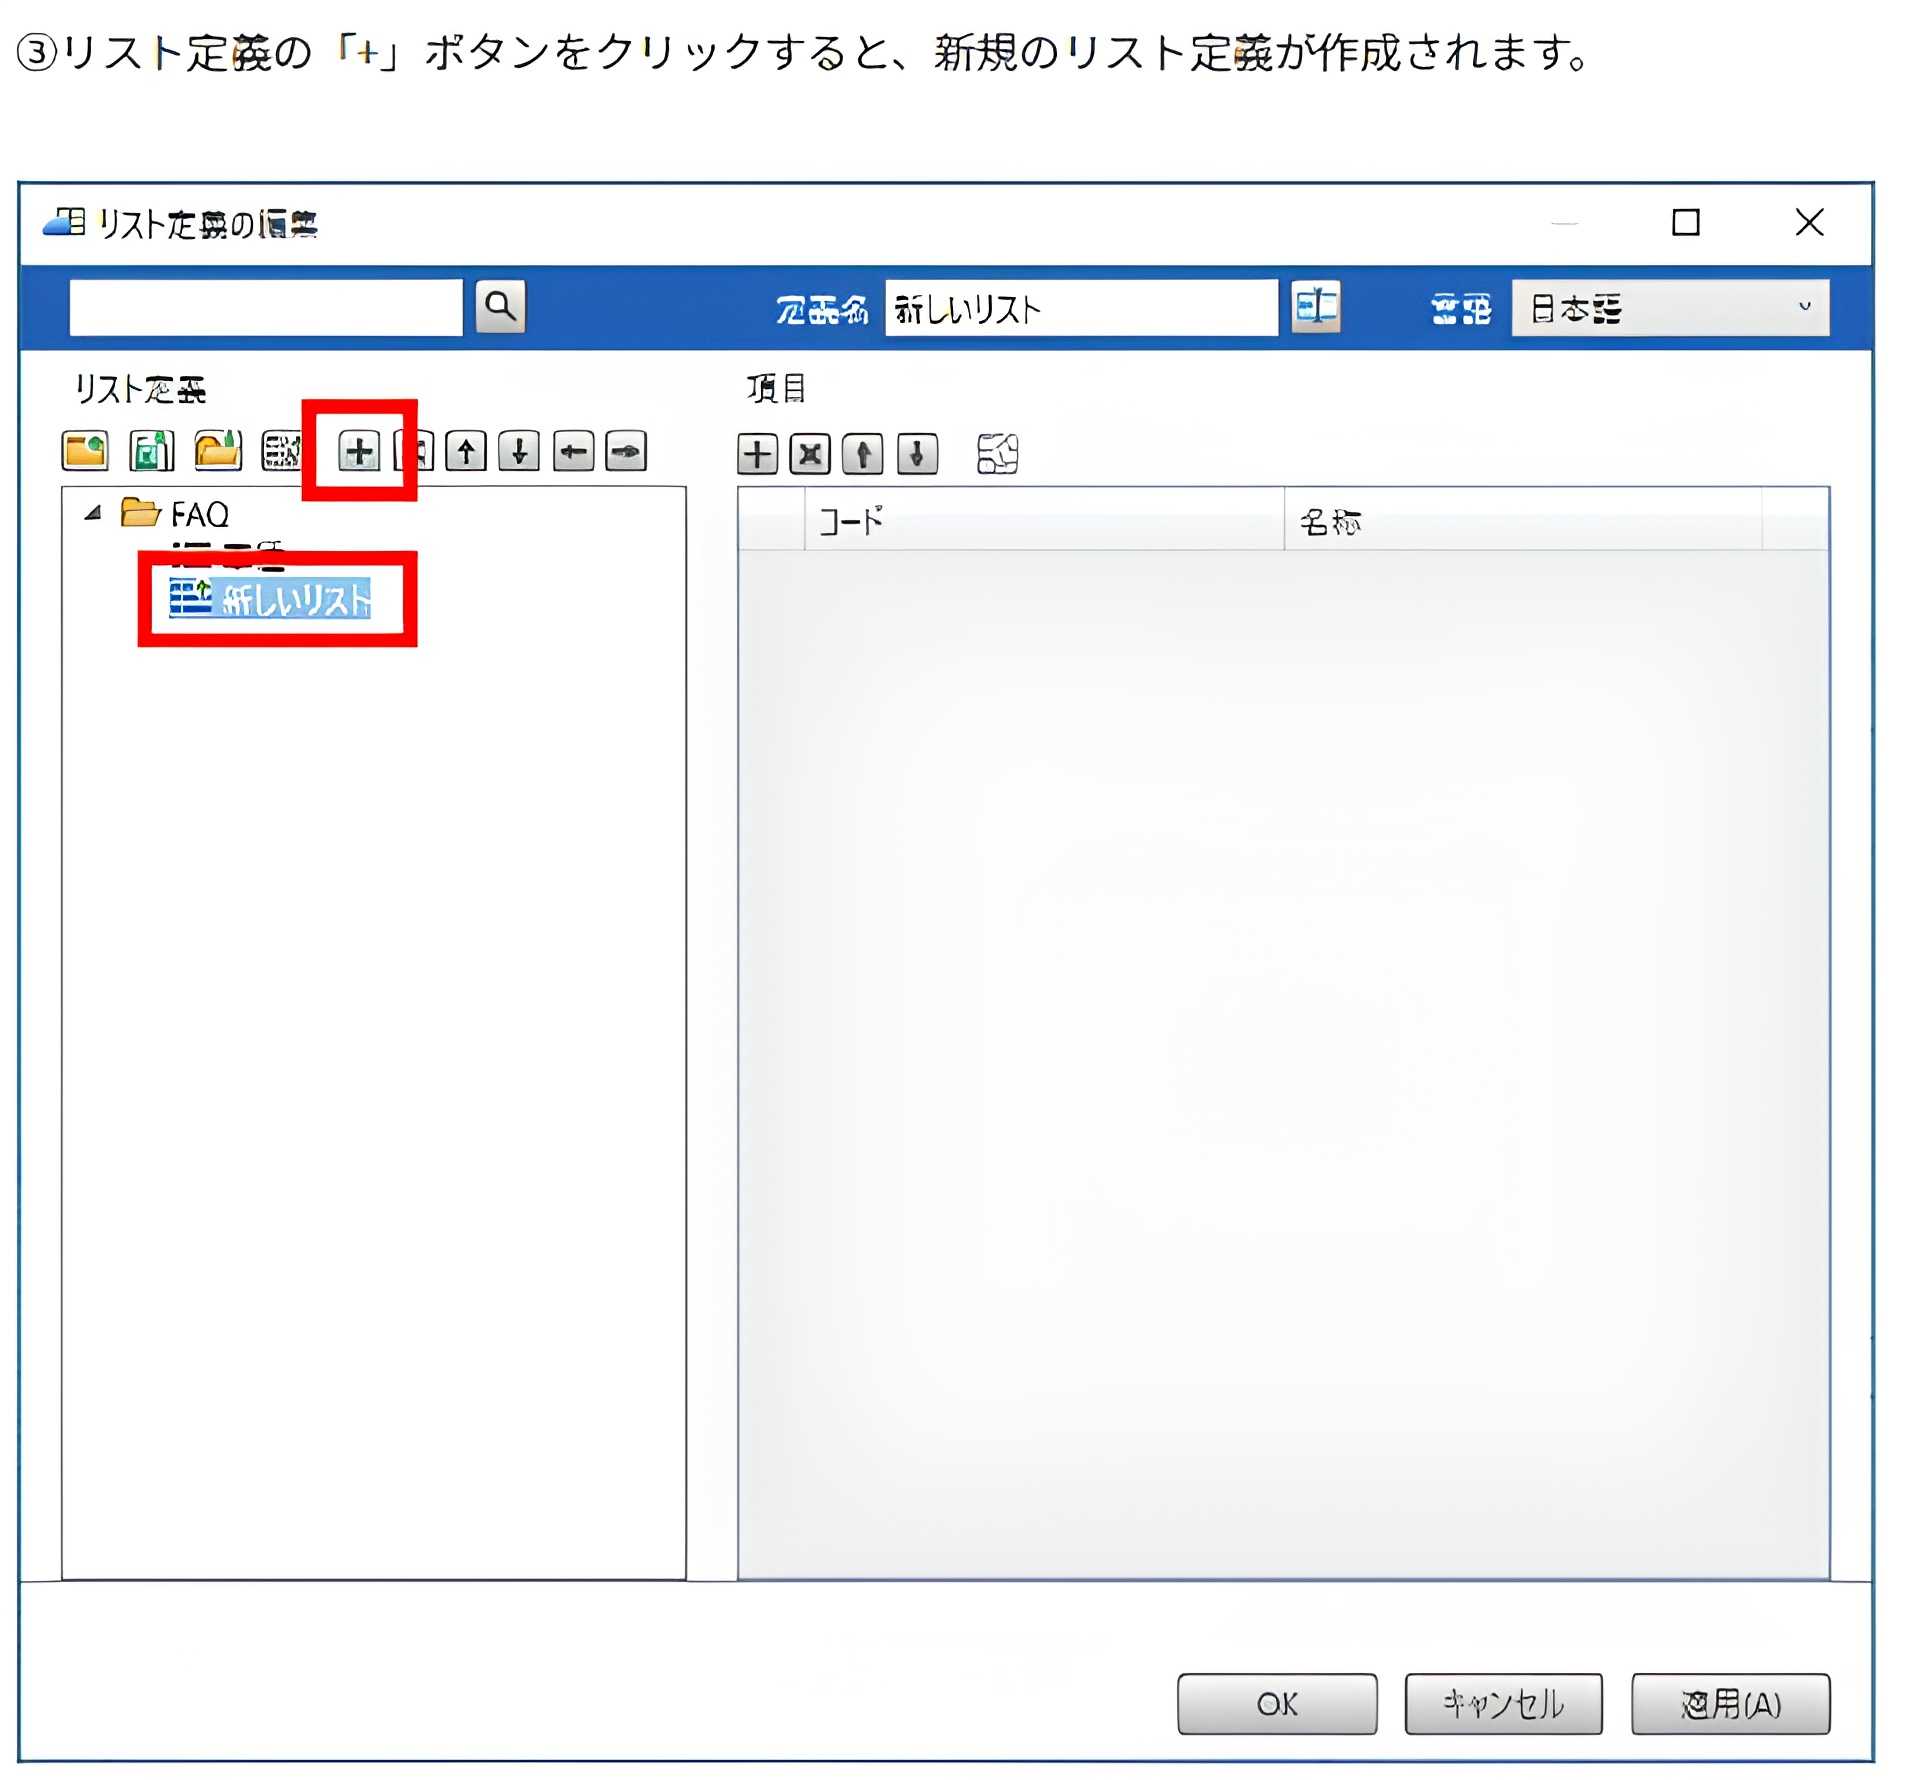 ③リスト定義の「+」ボタンをクリックすると、新規のリスト定義が作成されます。
リスト定義の編集
定義名
新しいリスト
言語
日本語
リスト定義
項目
FAQ
新しいリスト
コード
名称
OK
キャンセル
適用(A)